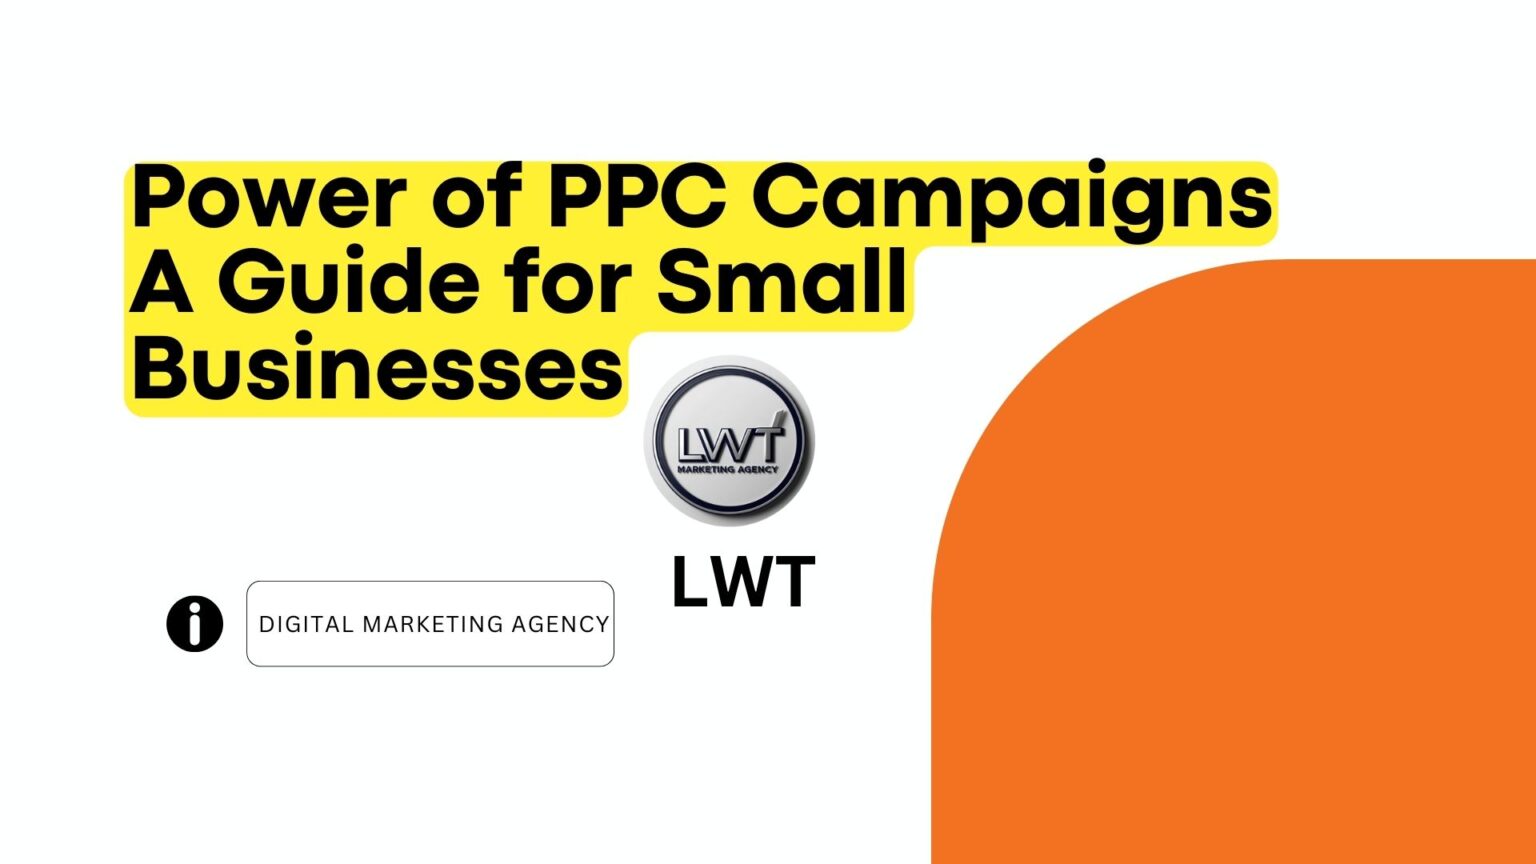 Power of PPC Campaigns
A Guide for Small
Businesses
LWT
MARKETING AGENCY
LWT
i
DIGITAL MARKETING AGENCY